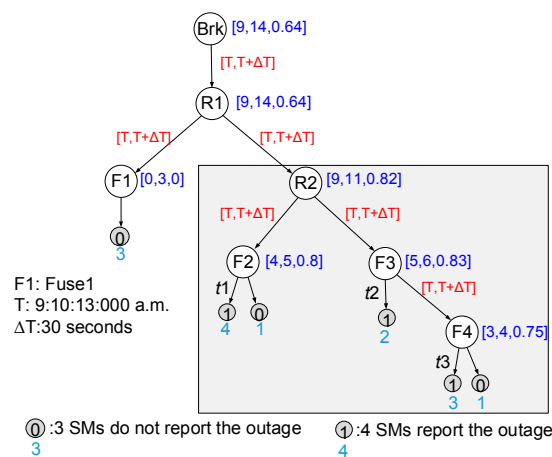 Brk [9,14,0.64]
[T,T+ΔT]
R1 [9,14,0.64]
[T,T+ΔT] [T,T+ΔT]
F1 [0,3,0] R2 [9,11,0.82]
[T,T+ΔT] [T,T+ΔT]
0
3
F2 [4,5,0.8] F3 [5,6,0.83]
t1 t2 [T,T+ΔT]
1 0 1
4 1 2
F4 [3,4,0.75]
t3
1 0
3 1
F1: Fuse1
T: 9:10:13:000 a.m.
ΔT:30 seconds
0 :3 SMs do not report the outage
3
1 :4 SMs report the outage
4